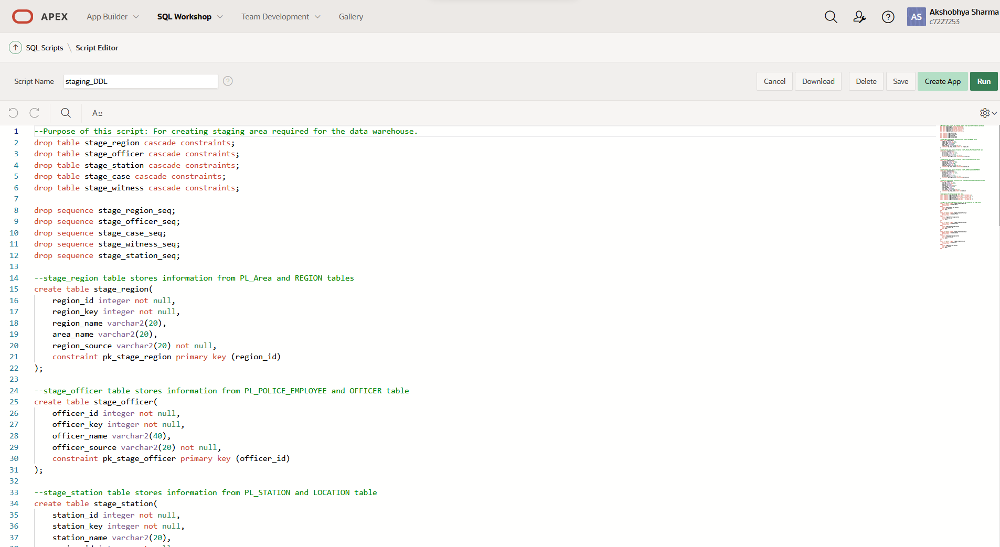 APEX App Builder SQL Workshop Team Development Gallery AS Akshobhya Sharma
c7227253
SQL Scripts \ Script Editor
Script Name staging_DDL ? Cancel Download Delete Save Create App Run
A::
1 --Purpose of this script: For creating staging area required for the data warehouse.
2 drop table stage_region cascade constraints;
3 drop table stage_officer cascade constraints;
4 drop table stage_station cascade constraints;
5 drop table stage_case cascade constraints;
6 drop table stage_witness cascade constraints;
7
8 drop sequence stage_region_seq;
9 drop sequence stage_officer_seq;
10 drop sequence stage_case_seq;
11 drop sequence stage_witness_seq;
12 drop sequence stage_station_seq;
13
14 --stage_region table stores information from PL_Area and REGION tables
15 create table stage_region(
16 region_id integer not null,
17 region_key integer not null,
18 region_name varchar2(20),
19 area_name varchar2(20),
20 region_source varchar2(20) not null,
21 constraint pk_stage_region primary key (region_id)
22 );
23
24 --stage_officer table stores information from PL_POLICE_EMPLOYEE and OFFICER table
25 create table stage_officer(
26 officer_id integer not null,
27 officer_key integer not null,
28 officer_name varchar2(40),
29 officer_source varchar2(20) not null,
30 constraint pk_stage_officer primary key (officer_id)
31 );
32
33 --stage_station table stores information from PL_STATION and LOCATION table
34 create table stage_station(
35 station_id integer not null,
36 station_key integer not null,
37 station_name varchar2(20),